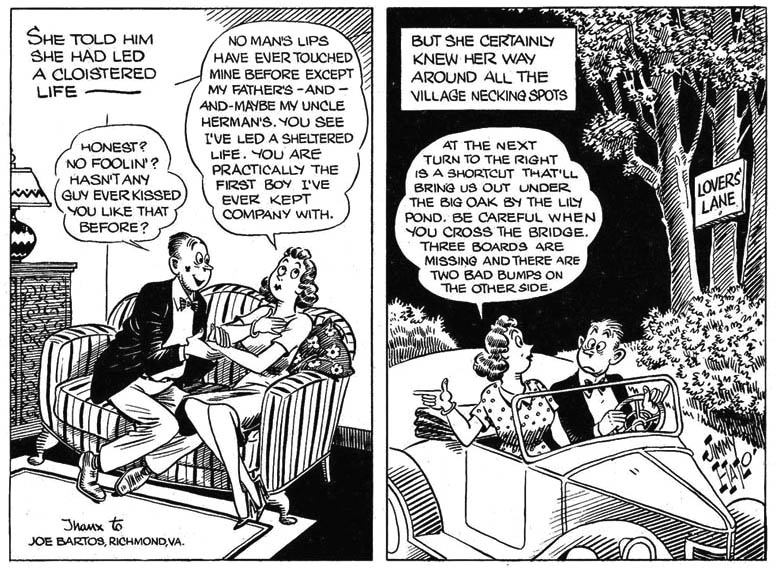 SHE TOLD HIM
SHE HAD LED
A CLOISTERED
LIFE —
HONEST?
NO FOOLIN'?
HASN'T ANY
GUY EVER KISSED
YOU LIKE THAT
BEFORE?
NO MAN'S LIPS
HAVE EVER TOUCHED
MINE BEFORE EXCEPT
MY FATHER'S - AND -
AND - MAYBE MY UNCLE
HERMAN'S. YOU SEE
I'VE LED A SHELTERED
LIFE. YOU ARE
PRACTICALLY THE
FIRST BOY I'VE
EVER KEPT
COMPANY WITH.
Thanx to
JOE BARTOS, RICHMOND, VA.
BUT SHE CERTAINLY
KNEW HER WAY
AROUND ALL THE
VILLAGE NECKING SPOTS
AT THE NEXT
TURN TO THE RIGHT
IS A SHORTCUT THAT'LL
BRING US OUT UNDER
THE BIG OAK BY THE LILY
POND. BE CAREFUL WHEN
YOU CROSS THE BRIDGE.
THREE BOARDS ARE
MISSING AND THERE ARE
TWO BAD BUMPS ON
THE OTHER SIDE.
LOVERS'
LANE
JIMMY
HATLO